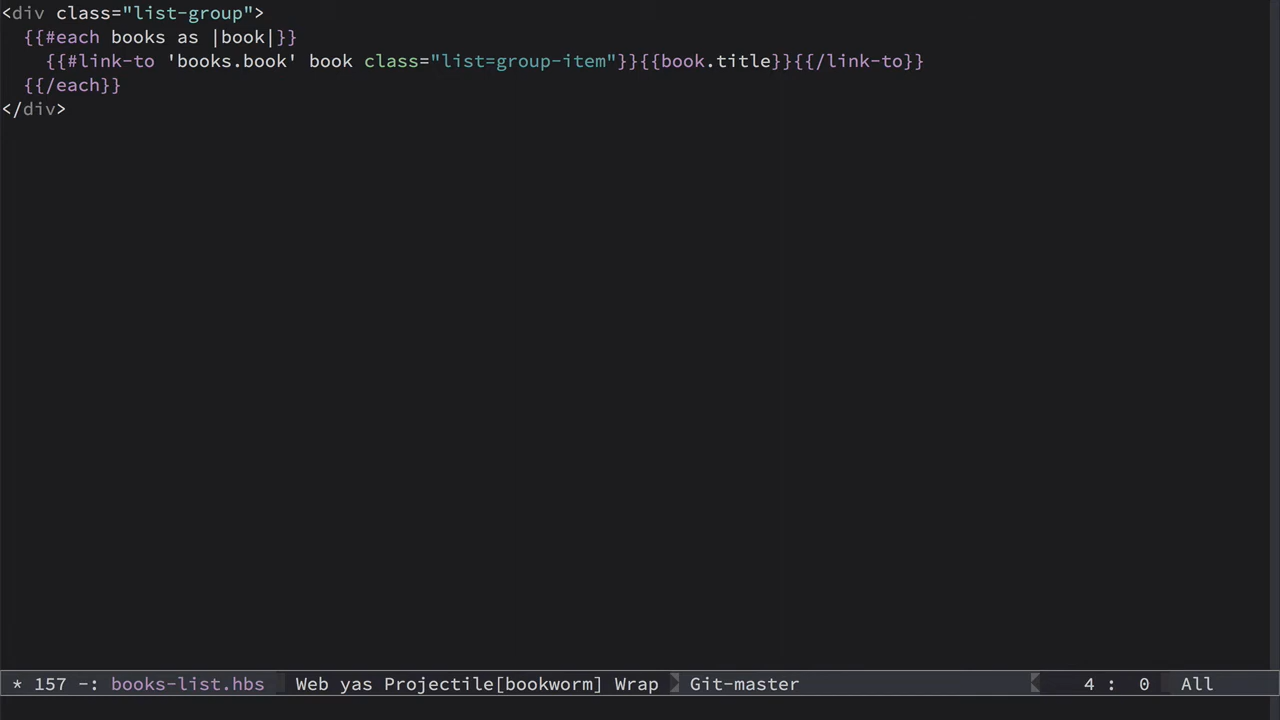 <div class="list-group">
  {{#each books as |book|}}
    {{#link-to 'books.book' book class="list=group-item"}}{{book.title}}{{/link-to}}
  {{/each}}
</div>
* 157 -: books-list.hbs Web yas Projectile[bookworm] Wrap Git-master 4 : 0 All